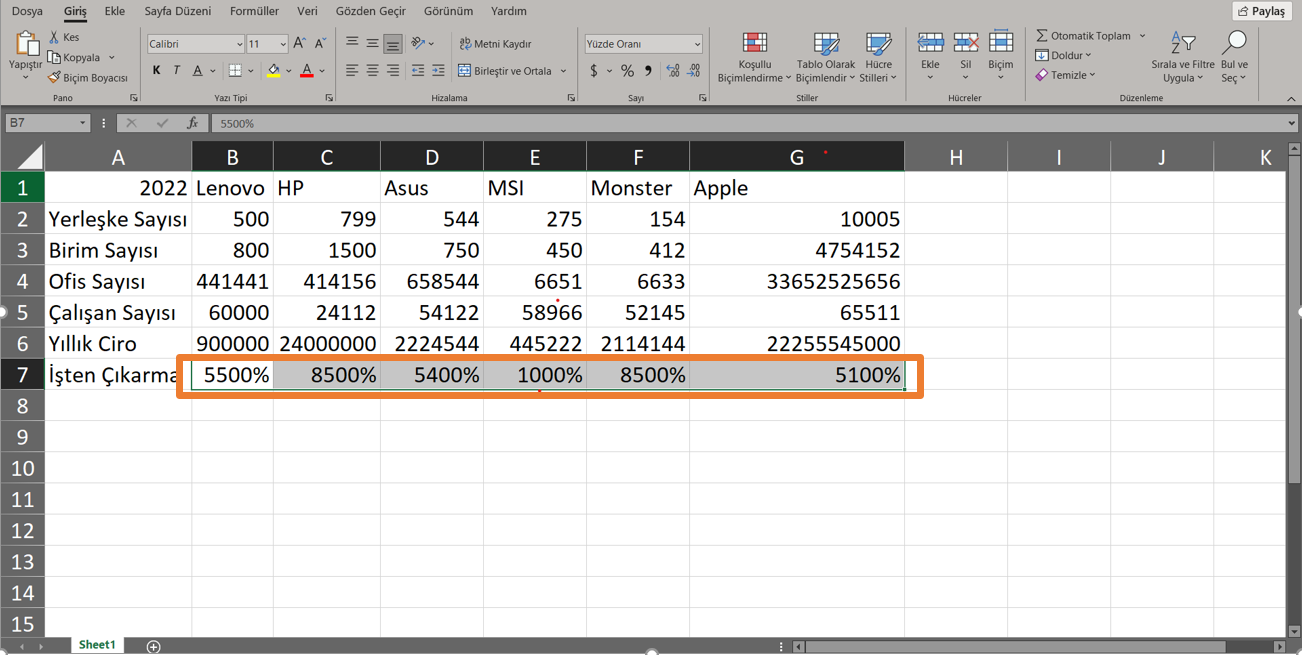 Dosya Giriş Ekle Sayfa Düzeni Formüller Veri Gözden Geçir Görünüm Yardım Paylaş
Yapıştır
Kes
Kopyala
Biçim Boyacısı
Pano
Calibri 11
K T A
A
Yazı Tipi
Metni Kaydır
Birleştir ve Ortala
Hizalama
Yüzde Oranı
$ %
Sayı
Koşullu Biçimlendirme
Tablo Olarak Biçimlendir
Hücre Stilleri
Stiller
Ekle Sil Biçim
Hücreler
Otomatik Toplam
Doldur
Temizle
Sırala ve Filtre Uygula
Bul ve Seç
Düzenleme
B7 fx 5500%
A B C D E F G H I J K
1 2022 Lenovo HP Asus MSI Monster Apple
2 Yerleşke Sayısı 500 799 544 275 154 10005
3 Birim Sayısı 800 1500 750 450 412 4754152
4 Ofis Sayısı 441441 414156 658544 6651 6633 33652525656
5 Çalışan Sayısı 60000 24112 54122 58966 52145 65511
6 Yıllık Ciro 900000 24000000 2224544 445222 2114144 22255545000
7 İşten Çıkarma 5500% 8500% 5400% 1000% 8500% 5100%
8
9
10
11
12
13
14
15
Sheet1